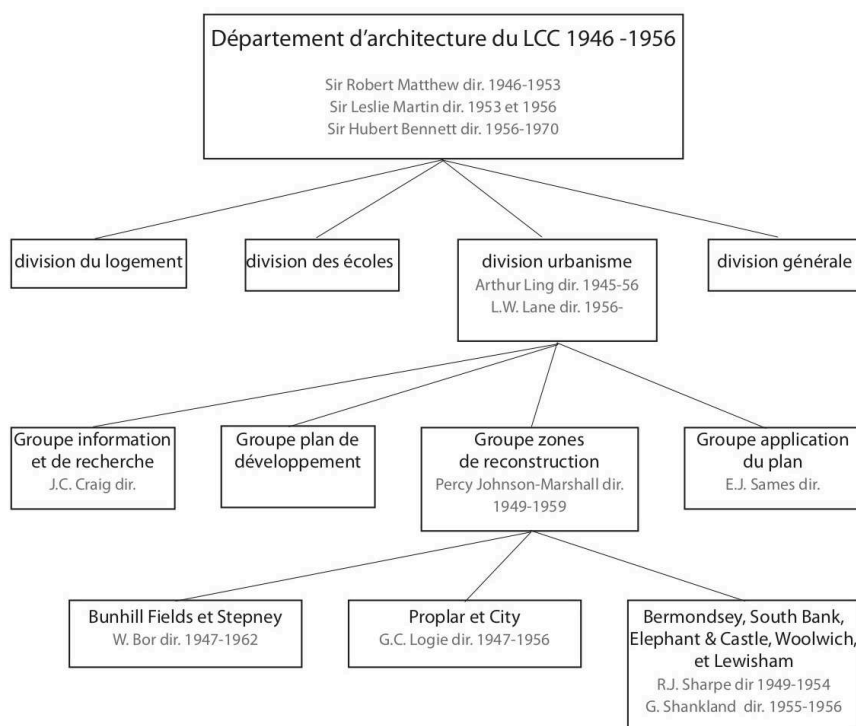 Département d'architecture du LCC 1946 -1956
Sir Robert Matthew dir. 1946-1953
Sir Leslie Martin dir. 1953 et 1956
Sir Hubert Bennett dir. 1956-1970
division du logement
division des écoles
division urbanisme
Arthur Ling dir. 1945-56
L.W. Lane dir. 1956-
division générale
Groupe information
et de recherche
J.C. Craig dir.
Groupe plan de
développement
Groupe zones
de reconstruction
Percy Johnson-Marshall dir.
1949-1959
Groupe application
du plan
E.J. Sames dir.
Bunhill Fields et Stepney
W. Bor dir. 1947-1962
Proplar et City
G.C. Logie dir. 1947-1956
Bermondsey, South Bank,
Elephant & Castle, Woolwich,
et Lewisham
R.J. Sharpe dir 1949-1954
G. Shankland dir. 1955-1956